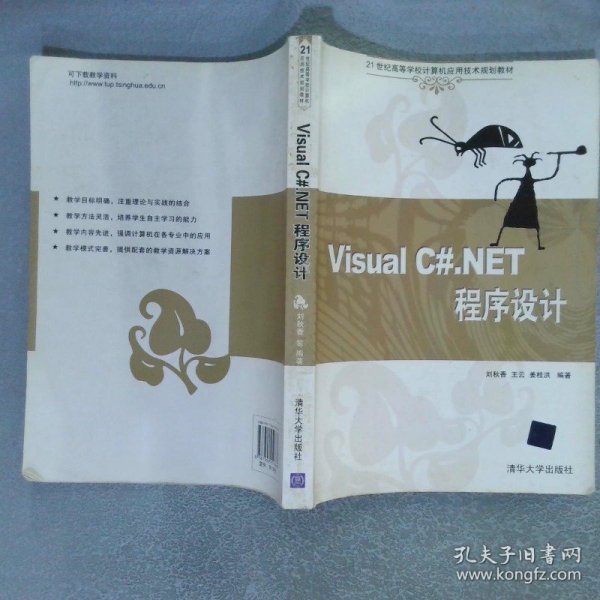 可下载教学资料
http://www.tup.tsinghua.edu.cn
★ 教学目标明确，注重理论与实践的结合
★ 教学方法灵活，培养学生自主学习的能力
★ 教学内容先进，强调计算机在各专业中的应用
★ 教学模式完善，提供配套的教学资源解决方案
21
世纪高等学校计算机
应用技术规划教材
Visual C#.NET 程序设计
刘秋香 等 编著
清华大学出版社
21世纪高等学校计算机应用技术规划教材
Visual C#.NET
程序设计
刘秋香 王云 姜桂洪 编著
清华大学出版社
孔夫子旧书网
www.kongfz.com